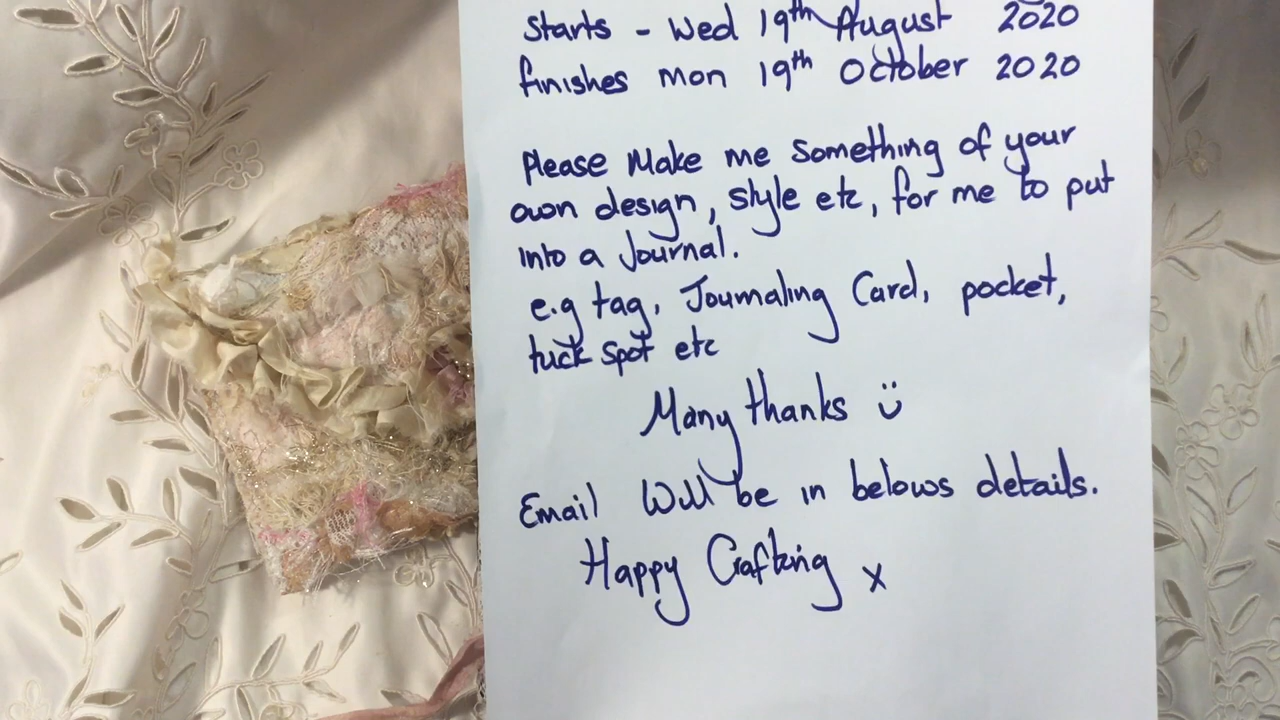 Starts - Wed 19th August 2020
finishes Mon 19th October 2020
Please Make me something of your
own design, style etc, for me to put
into a Journal.
e.g tag, Journaling Card, pocket,
tuck spot etc
Many thanks ü
Email Will be in belows details.
Happy Crafting x